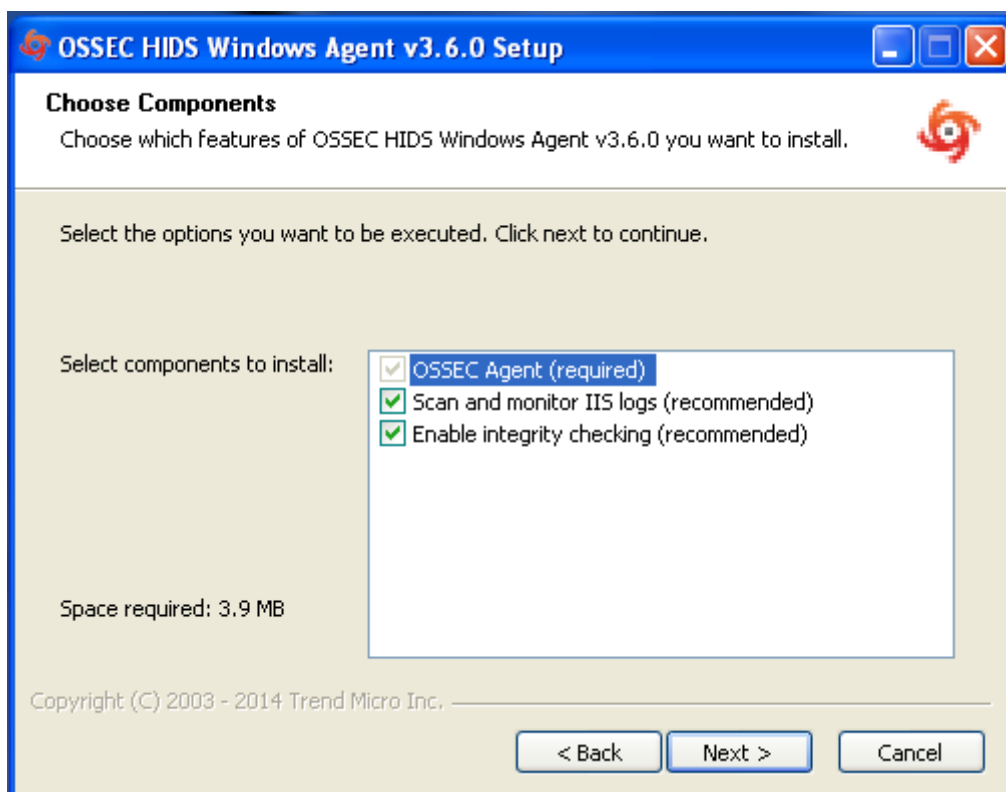 OSSEC HIDS Windows Agent v3.6.0 Setup
Choose Components
Choose which features of OSSEC HIDS Windows Agent v3.6.0 you want to install.
Select the options you want to be executed. Click next to continue.
Select components to install:
OSSEC Agent (required)
Scan and monitor IIS logs (recommended)
Enable integrity checking (recommended)
Space required: 3.9 MB
Copyright (C) 2003 - 2014 Trend Micro Inc.
< Back Next > Cancel